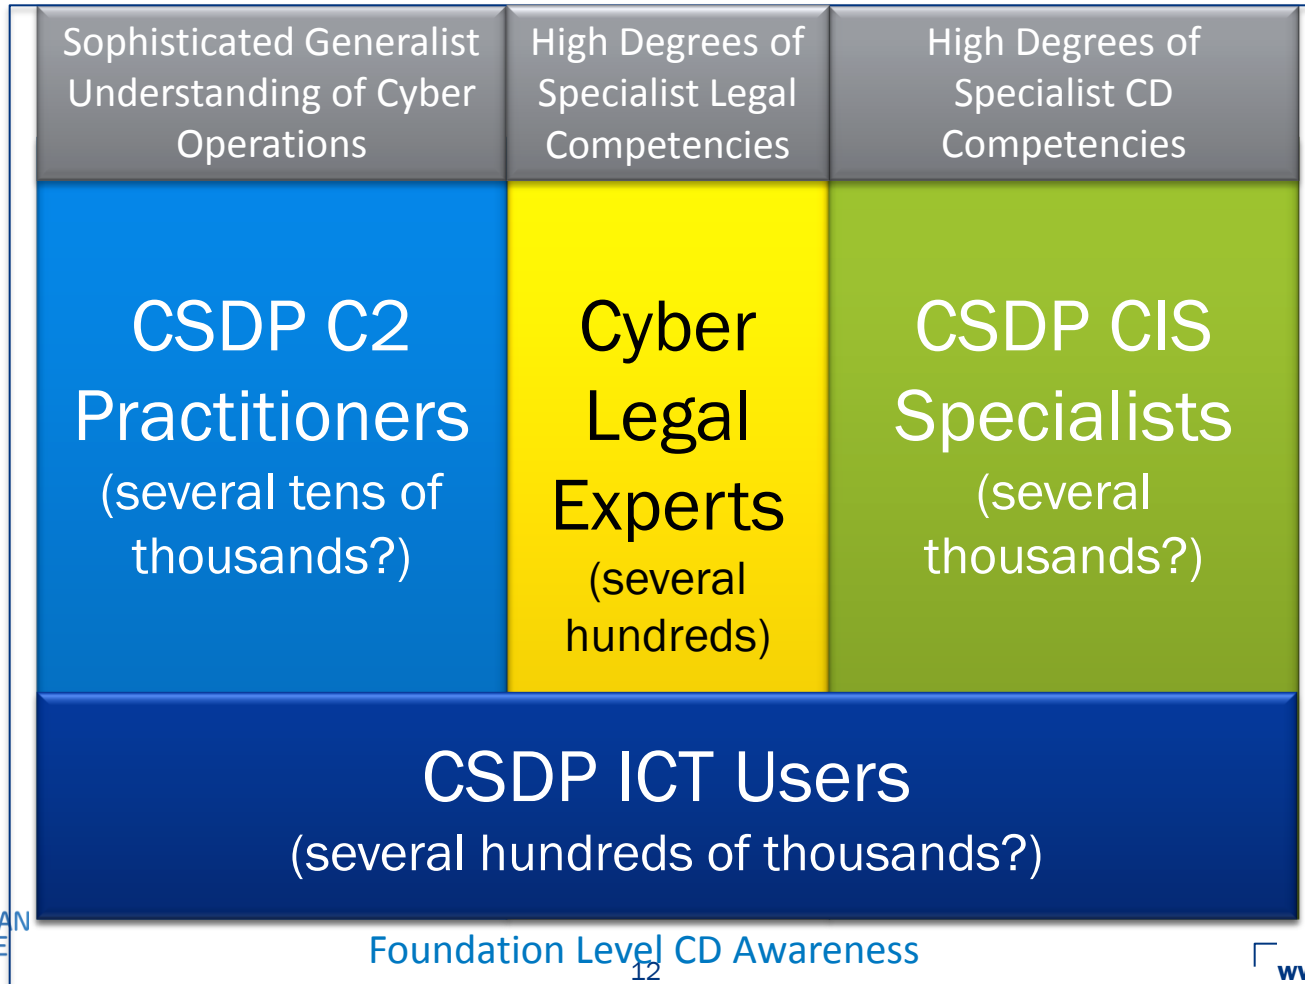 Sophisticated Generalist
Understanding of Cyber
Operations
High Degrees of
Specialist Legal
Competencies
High Degrees of
Specialist CD
Competencies
CSDP C2
Practitioners
(several tens of
thousands?)
Cyber
Legal
Experts
(several
hundreds)
CSDP CIS
Specialists
(several
thousands?)
CSDP ICT Users
(several hundreds of thousands?)
Foundation Level CD Awareness
12